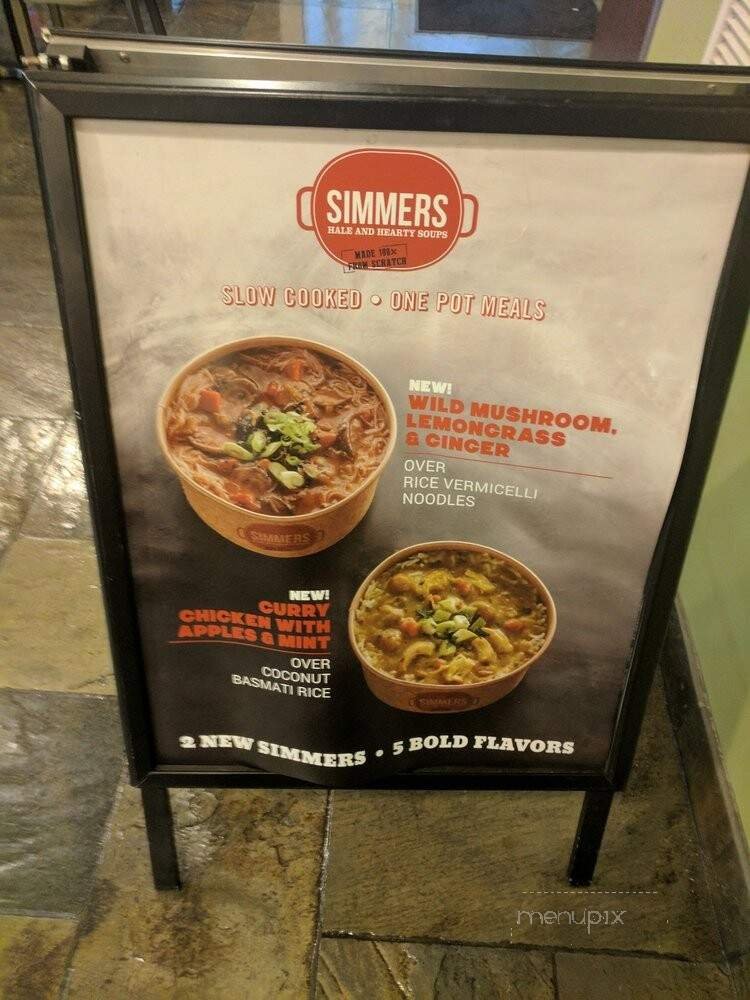 SIMMERS
HALE AND HEARTY SOUPS
MADE 100%
FROM SCRATCH
SLOW COOKED • ONE POT MEALS
NEW!
WILD MUSHROOM,
LEMONGRASS
& GINGER
OVER
RICE VERMICELLI
NOODLES
SIMMERS
NEW!
CURRY
CHICKEN WITH
APPLES & MINT
OVER
COCONUT
BASMATI RICE
SIMMERS
2 NEW SIMMERS • 5 BOLD FLAVORS
menupix